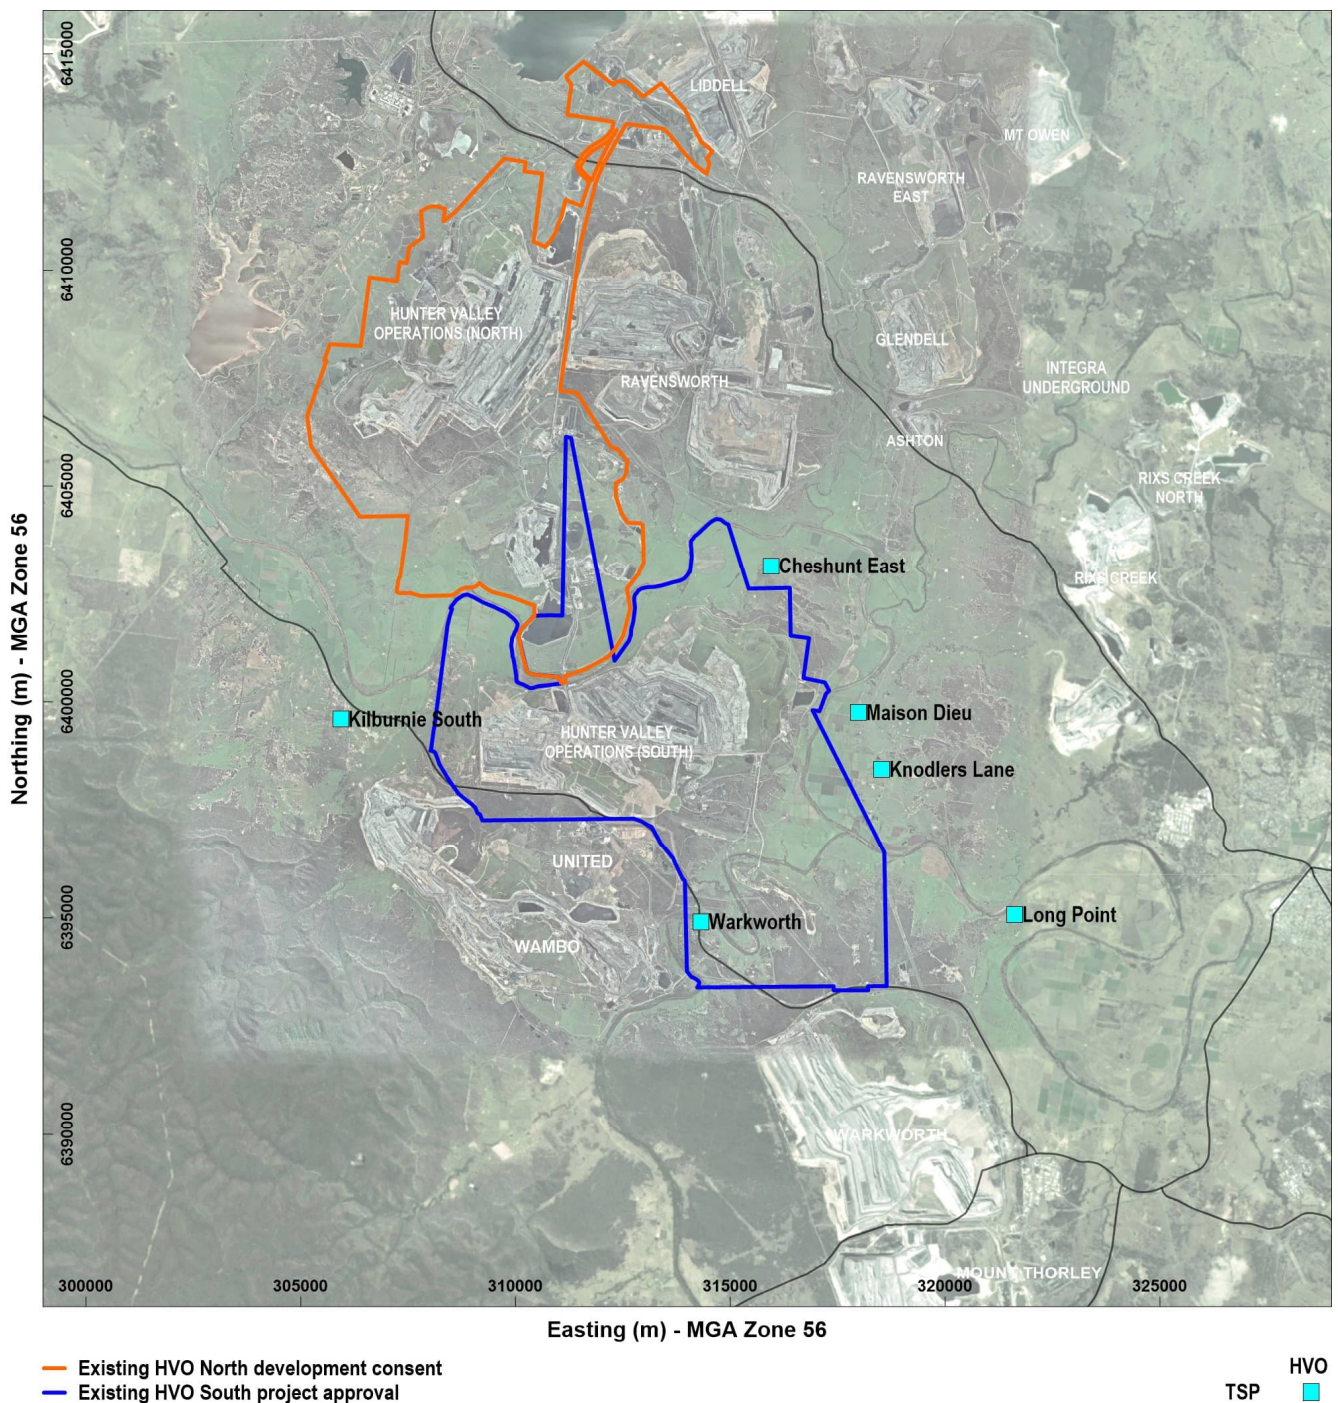 6415000
LIDDELL
MT OWEN
RAVENSWORTH
EAST
6410000
HUNTER VALLEY
OPERATIONS (NORTH)
GLENDELL
INTEGRA
UNDERGROUND
RAVENSWORTH
ASHTON
6405000
RIXS CREEK
NORTH
Cheshunt East
RIXS CREEK
6400000
Kilburnie South
Maison Dieu
HUNTER VALLEY
OPERATIONS (SOUTH)
Knodlers Lane
UNITED
6395000
Warkworth
Long Point
WAMBO
6390000
WARKWORTH
MOUNT THORLEY
300000 305000 310000 315000 320000 325000
Northing (m) - MGA Zone 56
Easting (m) - MGA Zone 56
Existing HVO North development consent
Existing HVO South project approval
HVO
TSP